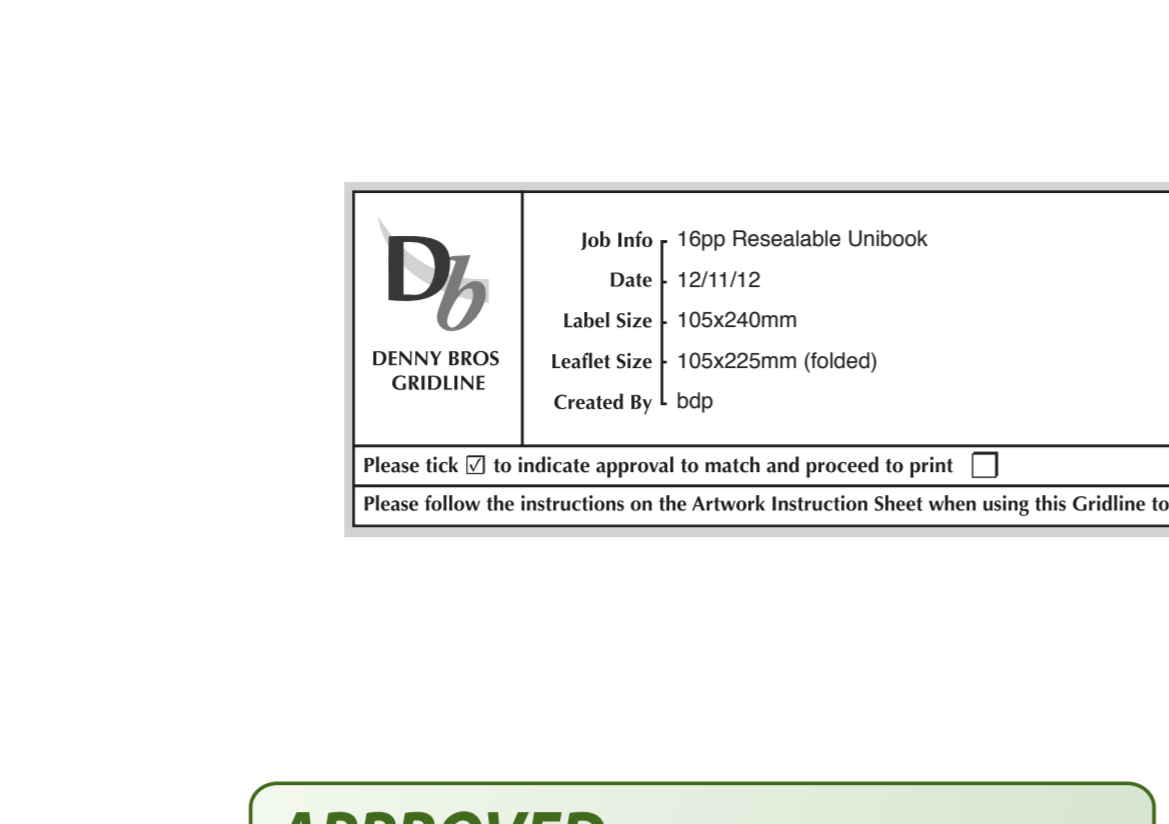 Db
DENNY BROS
GRIDLINE
Job Info 16pp Resealable Unibook
Date 12/11/12
Label Size 105x240mm
Leaflet Size 105x225mm (folded)
Created By bdp
Please tick ☑ to indicate approval to match and proceed to print ☐
Please follow the instructions on the Artwork Instruction Sheet when using this Gridline to
APPROVED